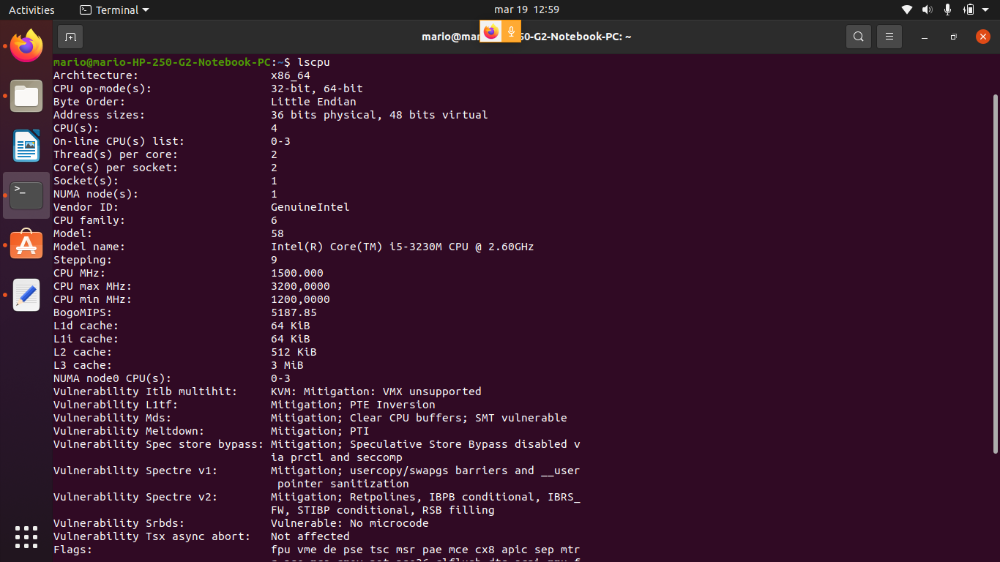 Activities Terminal mar 19 12:59
mario@mar 50-G2-Notebook-PC: ~
mario@mario-HP-250-G2-Notebook-PC:~$ lscpu
Architecture: x86_64
CPU op-mode(s): 32-bit, 64-bit
Byte Order: Little Endian
Address sizes: 36 bits physical, 48 bits virtual
CPU(s): 4
On-line CPU(s) list: 0-3
Thread(s) per core: 2
Core(s) per socket: 2
Socket(s): 1
NUMA node(s): 1
Vendor ID: GenuineIntel
CPU family: 6
Model: 58
Model name: Intel(R) Core(TM) i5-3230M CPU @ 2.60GHz
Stepping: 9
CPU MHz: 1500.000
CPU max MHz: 3200,0000
CPU min MHz: 1200,0000
BogoMIPS: 5187.85
L1d cache: 64 KiB
L1i cache: 64 KiB
L2 cache: 512 KiB
L3 cache: 3 MiB
NUMA node0 CPU(s): 0-3
Vulnerability Itlb multihit: KVM: Mitigation: VMX unsupported
Vulnerability L1tf: Mitigation; PTE Inversion
Vulnerability Mds: Mitigation; Clear CPU buffers; SMT vulnerable
Vulnerability Meltdown: Mitigation; PTI
Vulnerability Spec store bypass: Mitigation; Speculative Store Bypass disabled v
ia prctl and seccomp
Vulnerability Spectre v1: Mitigation; usercopy/swapgs barriers and __user
pointer sanitization
Vulnerability Spectre v2: Mitigation; Retpolines, IBPB conditional, IBRS_
FW, STIBP conditional, RSB filling
Vulnerability Srbds: Vulnerable: No microcode
Vulnerability Tsx async abort: Not affected
Flags: fpu vme de pse tsc msr pae mce cx8 apic sep mtr